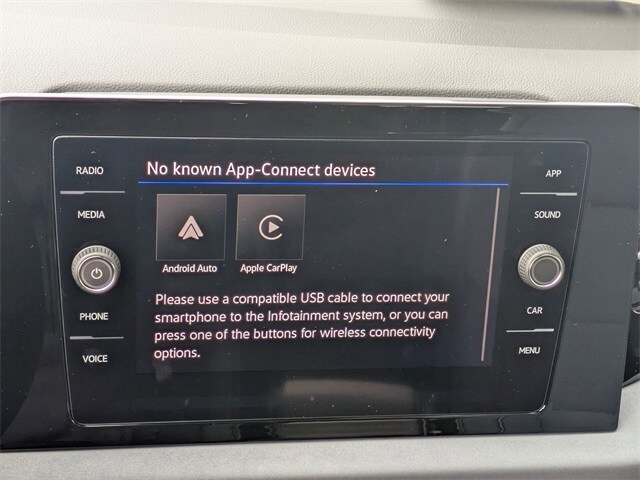 No known App-Connect devices
RADIO
MEDIA
PHONE
VOICE
Android Auto
Apple CarPlay
Please use a compatible USB cable to connect your
smartphone to the Infotainment system, or you can
press one of the buttons for wireless connectivity
options.
APP
SOUND
CAR
MENU